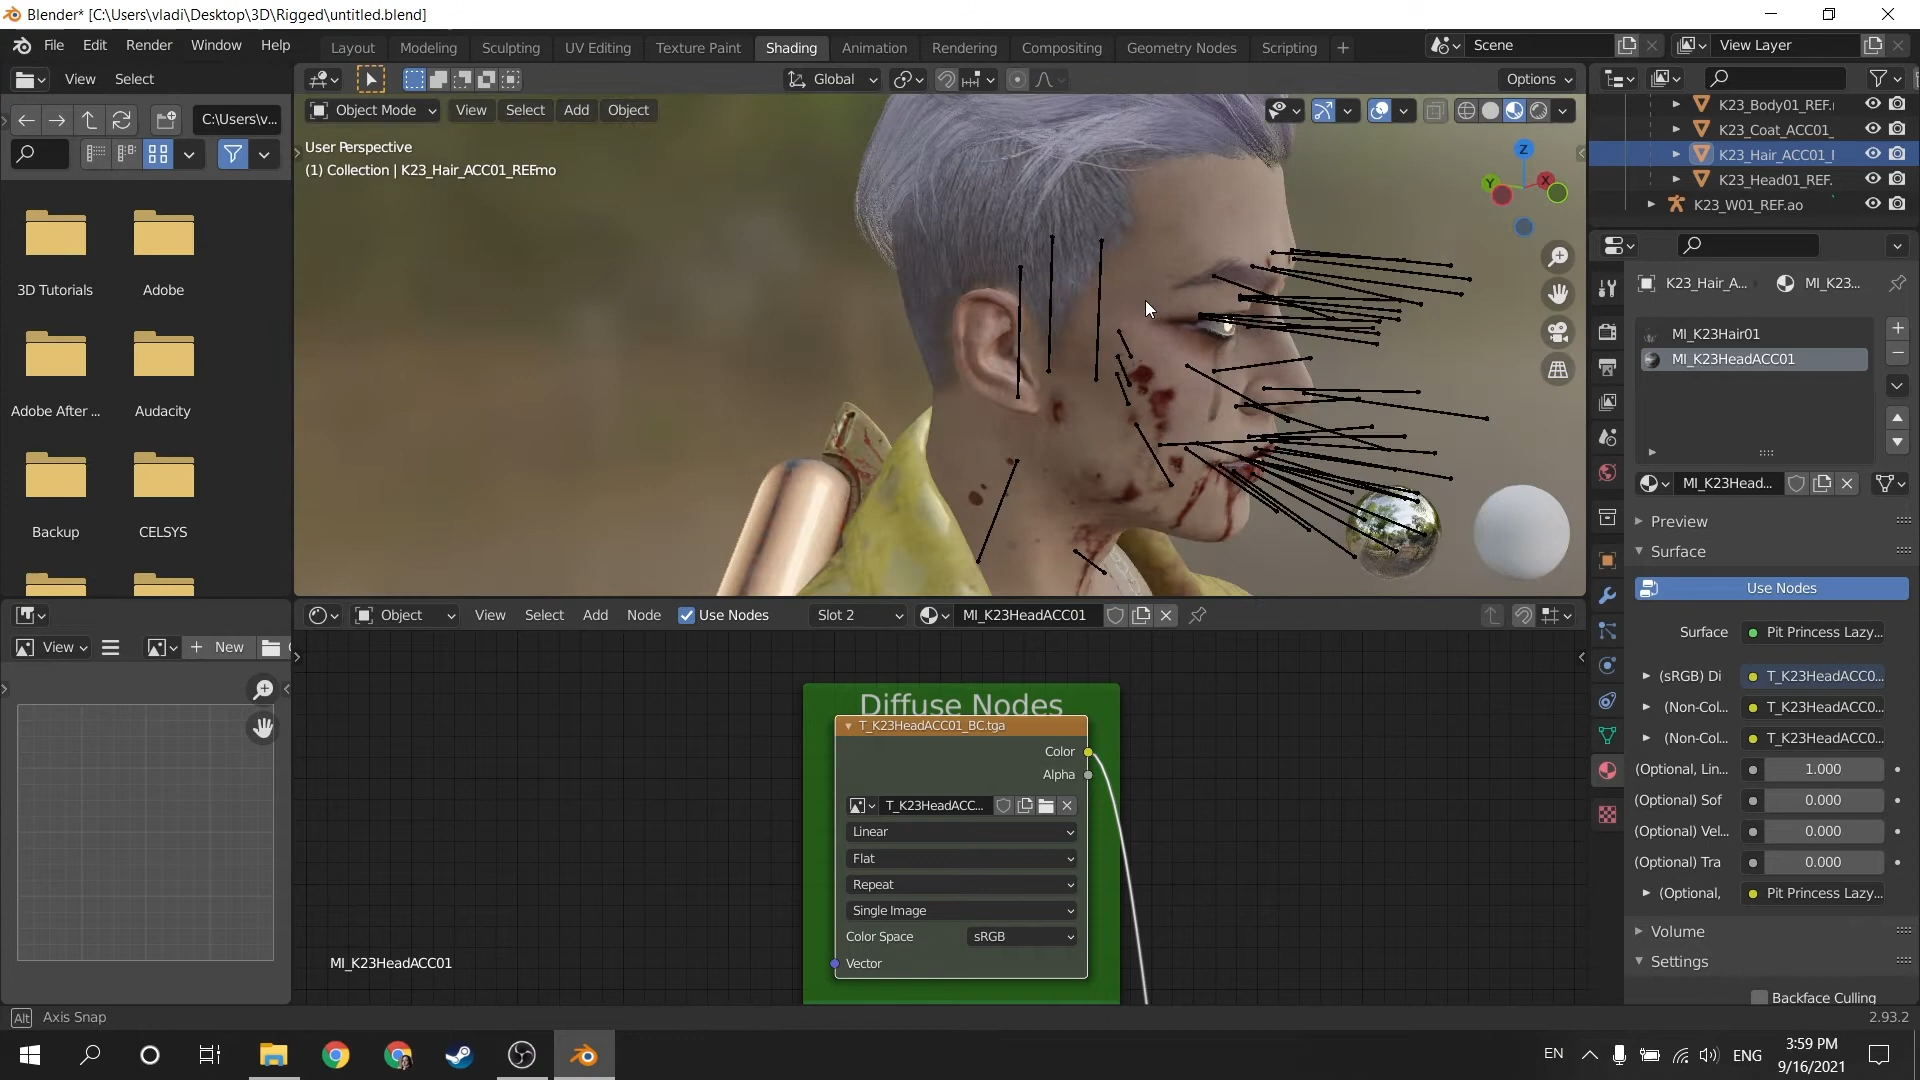 Blender* [C:\Users\vladi\Desktop\3D\Rigged\untitled.blend]
File Edit Render Window Help
Layout Modeling Sculpting UV Editing Texture Paint Shading Animation Rendering Compositing Geometry Nodes Scripting +
Scene View Layer
View Select
Global
Options
C:\Users\v...
Object Mode View Select Add Object
User Perspective
(1) Collection | K23_Hair_ACC01_REF.mo
Z
Y X
3D Tutorials Adobe
Adobe After ... Audacity
Backup CELSYS
K23_Body01_REF.
K23_Coat_ACC01_
K23_Hair_ACC01_
K23_Head01_REF.
K23_W01_REF.ao
K23_Hair_A... MI_K23...
MI_K23Hair01
MI_K23HeadACC01
MI_K23Head...
Preview
Surface
Use Nodes
Surface Pit Princess Lazy...
(sRGB) Di T_K23HeadACC0...
(Non-Col... T_K23HeadACC0...
(Non-Col... T_K23HeadACC0...
(Optional, Lin... 1.000
(Optional) Sof 0.000
(Optional) Vel... 0.000
(Optional) Tra 0.000
(Optional, Pit Princess Lazy...
Volume
Settings
Backface Culling
View New
Object View Select Add Node Use Nodes Slot 2 MI_K23HeadACC01
Diffuse Nodes
T_K23HeadACC01_BC.tga
Color
Alpha
T_K23HeadACC...
Linear
Flat
Repeat
Single Image
Color Space sRGB
Vector
MI_K23HeadACC01
Alt Axis Snap
2.93.2
EN ENG
3:59 PM
9/16/2021